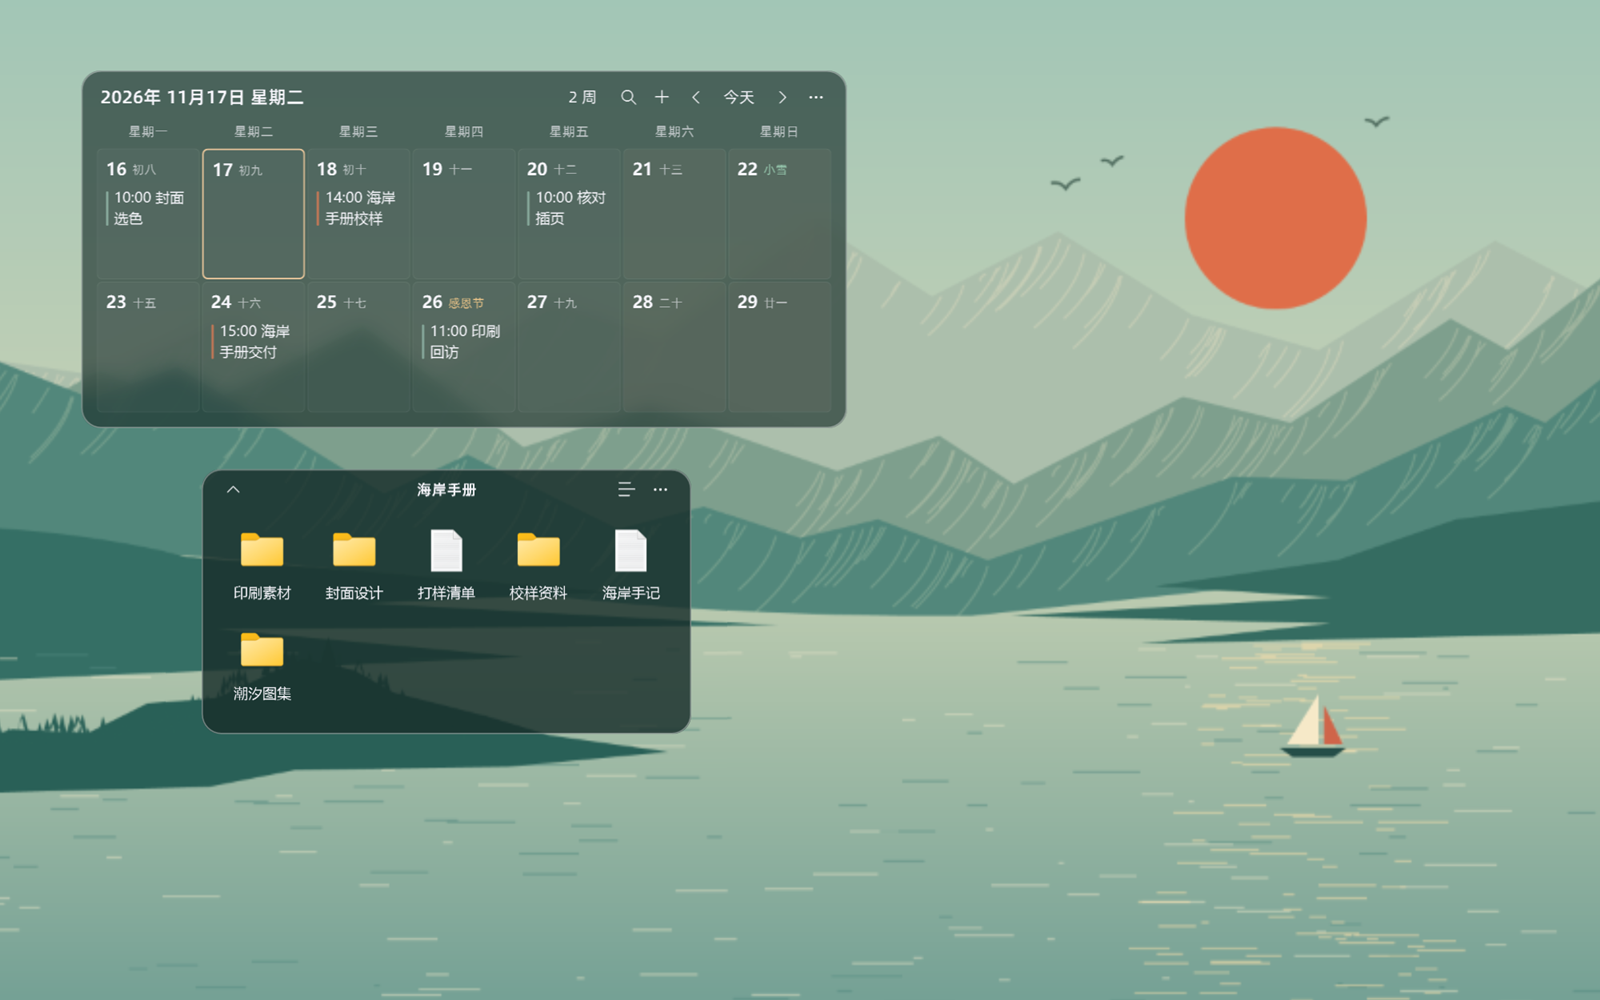 2026年 11月17日 星期二
2 周
今天
星期一 星期二 星期三 星期四 星期五 星期六 星期日
16 初八
10:00 封面
选色
17 初九
18 初十
14:00 海岸
手册校样
19 十一
20 十二
10:00 核对
插页
21 十三
22 小雪
23 十五
24 十六
15:00 海岸
手册交付
25 十七
26 感恩节
11:00 印刷
回访
27 十九
28 二十
29 廿一
海岸手册
印刷素材
封面设计
打样清单
校样资料
海岸手记
潮汐图集